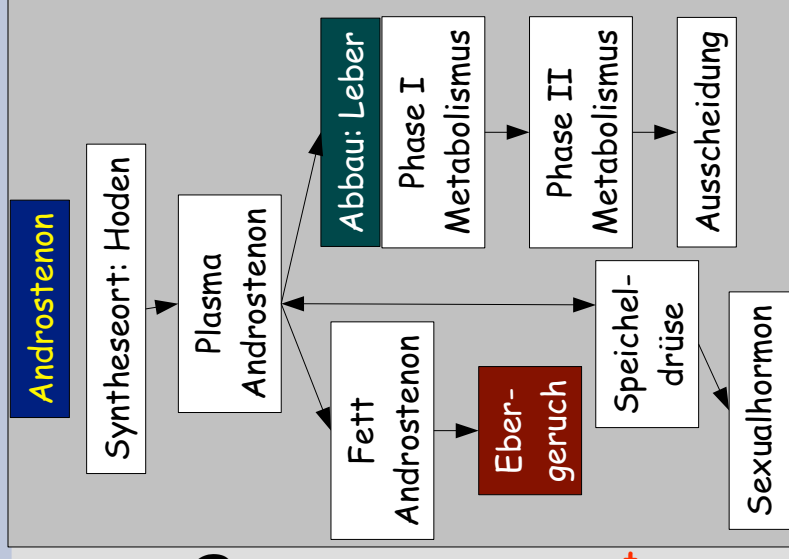 Androstenon
Syntheseort: Hoden
Plasma
Androstenon
Abbau: Leber
Phase I
Metabolismus
Phase II
Metabolismus
Ausscheidung
Fett
Androstenon
Eber-
geruch
Speichel-
drüse
Sexualhormon